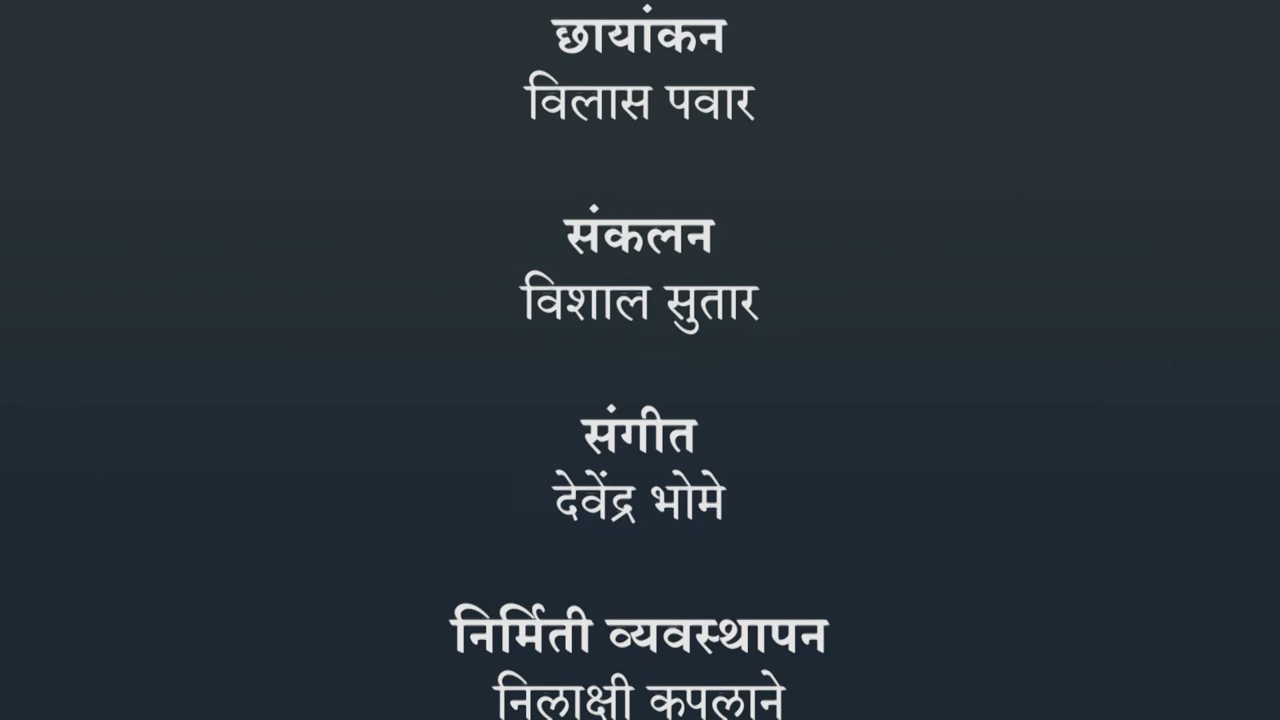 छायांकन
विलास पवार
संकलन
विशाल सुतार
संगीत
देवेंद्र भोमे
निर्मिती व्यवस्थापन
निलाक्षी कपलाने